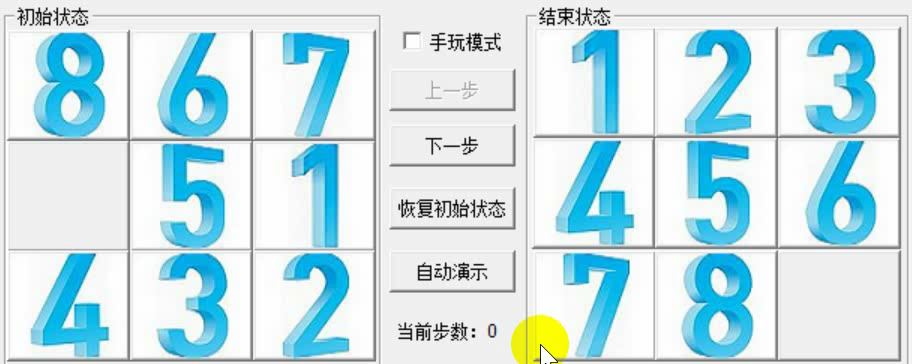 初始状态
8 6 7
5 1
4 3 2
手玩模式
上一步
下一步
恢复初始状态
自动演示
当前步数：0
结束状态
1 2 3
4 5 6
7 8